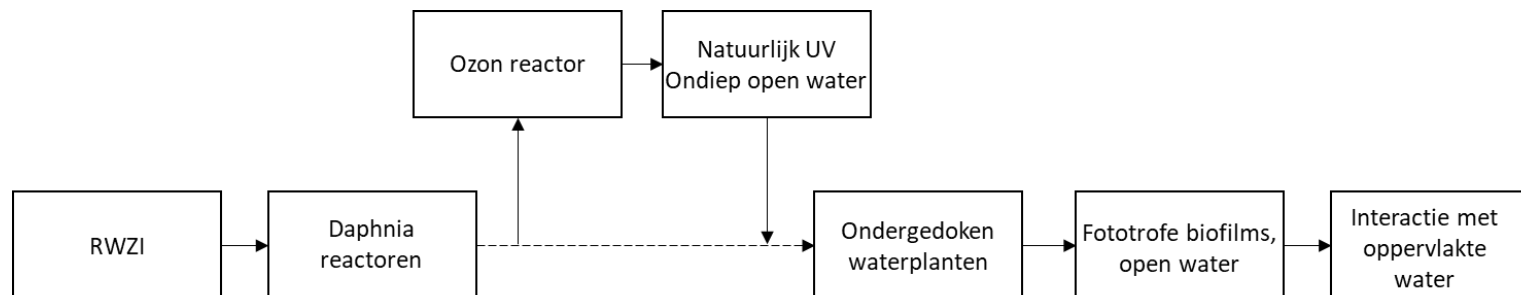 Ozon reactor
Natuurlijk UV
Ondiep open water
RWZI
Daphnia
reactoren
Ondergedoken
waterplanten
Fototrofe biofilms,
open water
Interactie met
oppervlakte
water